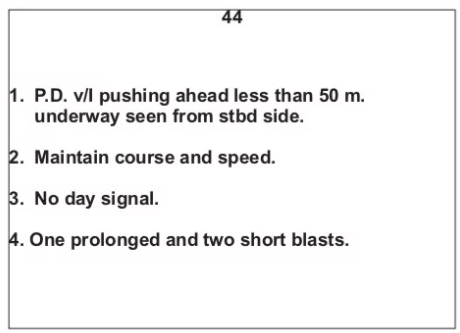 44
1. P.D. v/l pushing ahead less than 50 m.
underway seen from stbd side.
2. Maintain course and speed.
3. No day signal.
4. One prolonged and two short blasts.